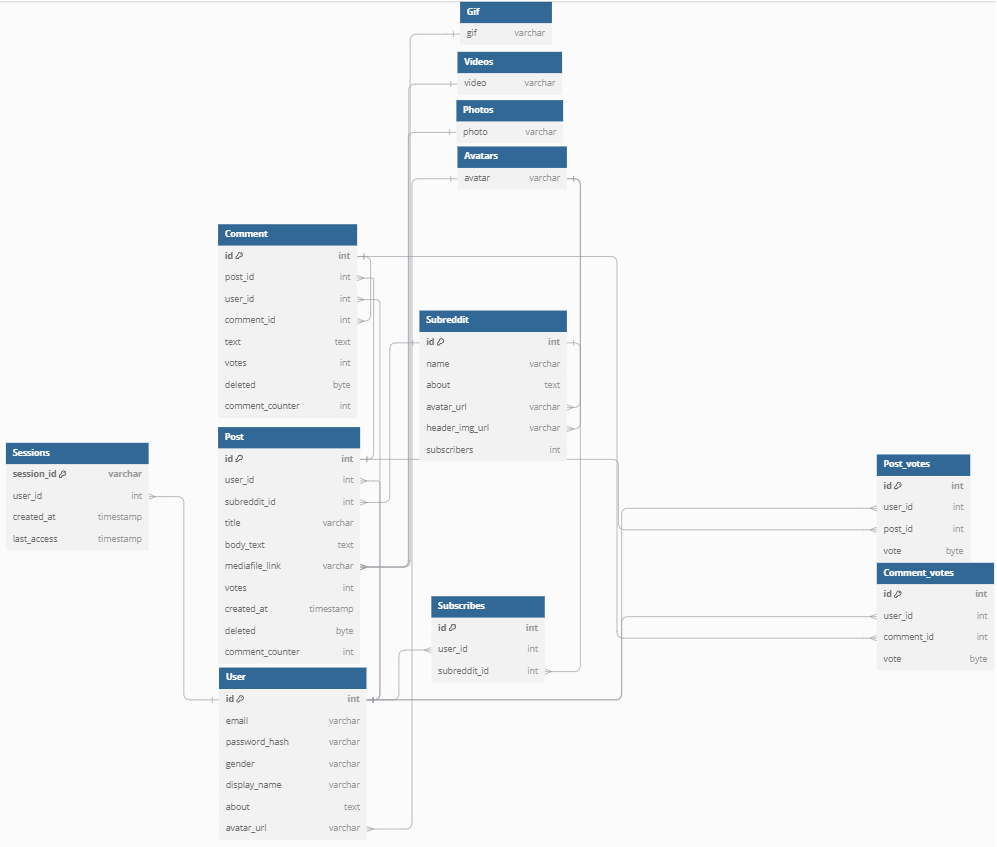 Gif
gif varchar
Videos
video varchar
Photos
photo varchar
Avatars
avatar varchar
Comment
id int
post_id int
user_id int
comment_id int
text text
votes int
deleted byte
comment_counter int
Subreddit
id int
name varchar
about text
avatar_url varchar
header_img_url varchar
subscribers int
Post
id int
user_id int
subreddit_id int
title varchar
body_text text
mediafile_link varchar
votes int
created_at timestamp
deleted byte
comment_counter int
Sessions
session_id varchar
user_id int
created_at timestamp
last_access timestamp
Post_votes
id int
user_id int
post_id int
vote byte
Comment_votes
id int
user_id int
comment_id int
vote byte
Subscribes
id int
user_id int
subreddit_id int
User
id int
email varchar
password_hash varchar
gender varchar
display_name varchar
about text
avatar_url varchar